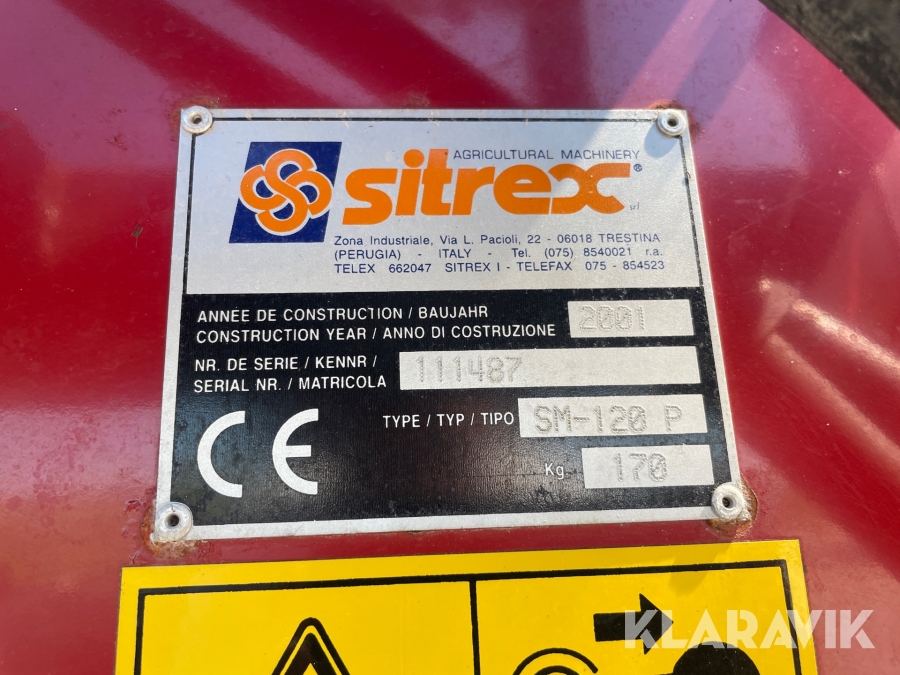 AGRICULTURAL MACHINERY
sitrex® srl
Zona Industriale, Via L. Pacioli, 22 - 06018 TRESTINA
(PERUGIA) - ITALY - Tel. (075) 8540021 r.a.
TELEX 662047 SITREX I - TELEFAX 075 - 854523
ANNÉE DE CONSTRUCTION / BAUJAHR
CONSTRUCTION YEAR / ANNO DI COSTRUZIONE 2001
NR. DE SERIE / KENNR /
SERIAL NR. / MATRICOLA 111487
CE
TYPE / TYP / TIPO SM-120 P
Kg. 170
KLARAVIK